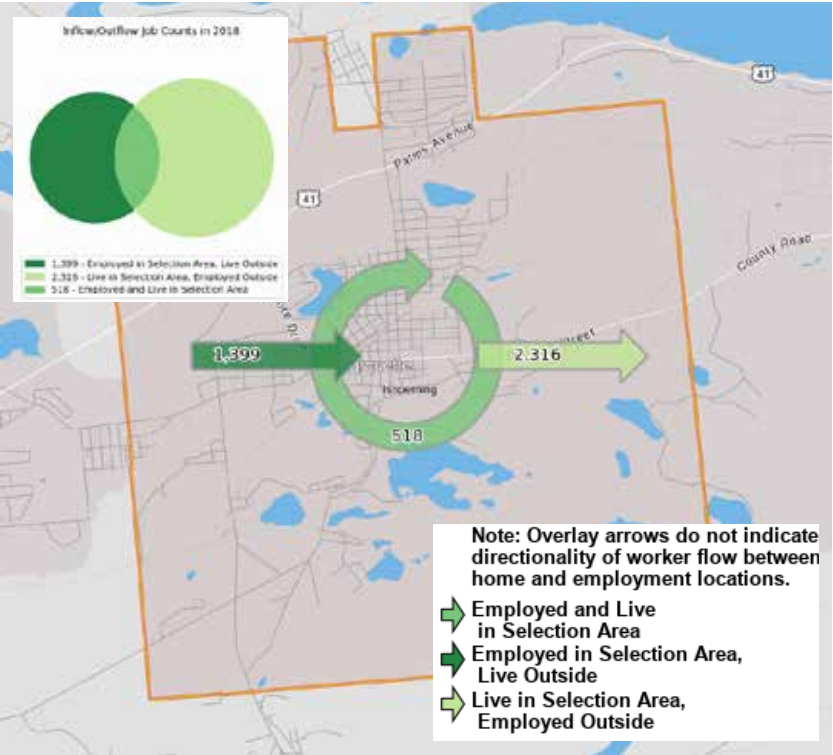 Inflow/Outflow Job Counts in 2018
1,399 - Employed in Selection Area, Live Outside
2,316 - Live in Selection Area, Employed Outside
518 - Employed and Live in Selection Area
41
Palms Avenue
41
County Road
1,399
2.316
Ishpeming
518
Note: Overlay arrows do not indicate
directionality of worker flow between
home and employment locations.
Employed and Live
in Selection Area
Employed in Selection Area,
Live Outside
Live in Selection Area,
Employed Outside